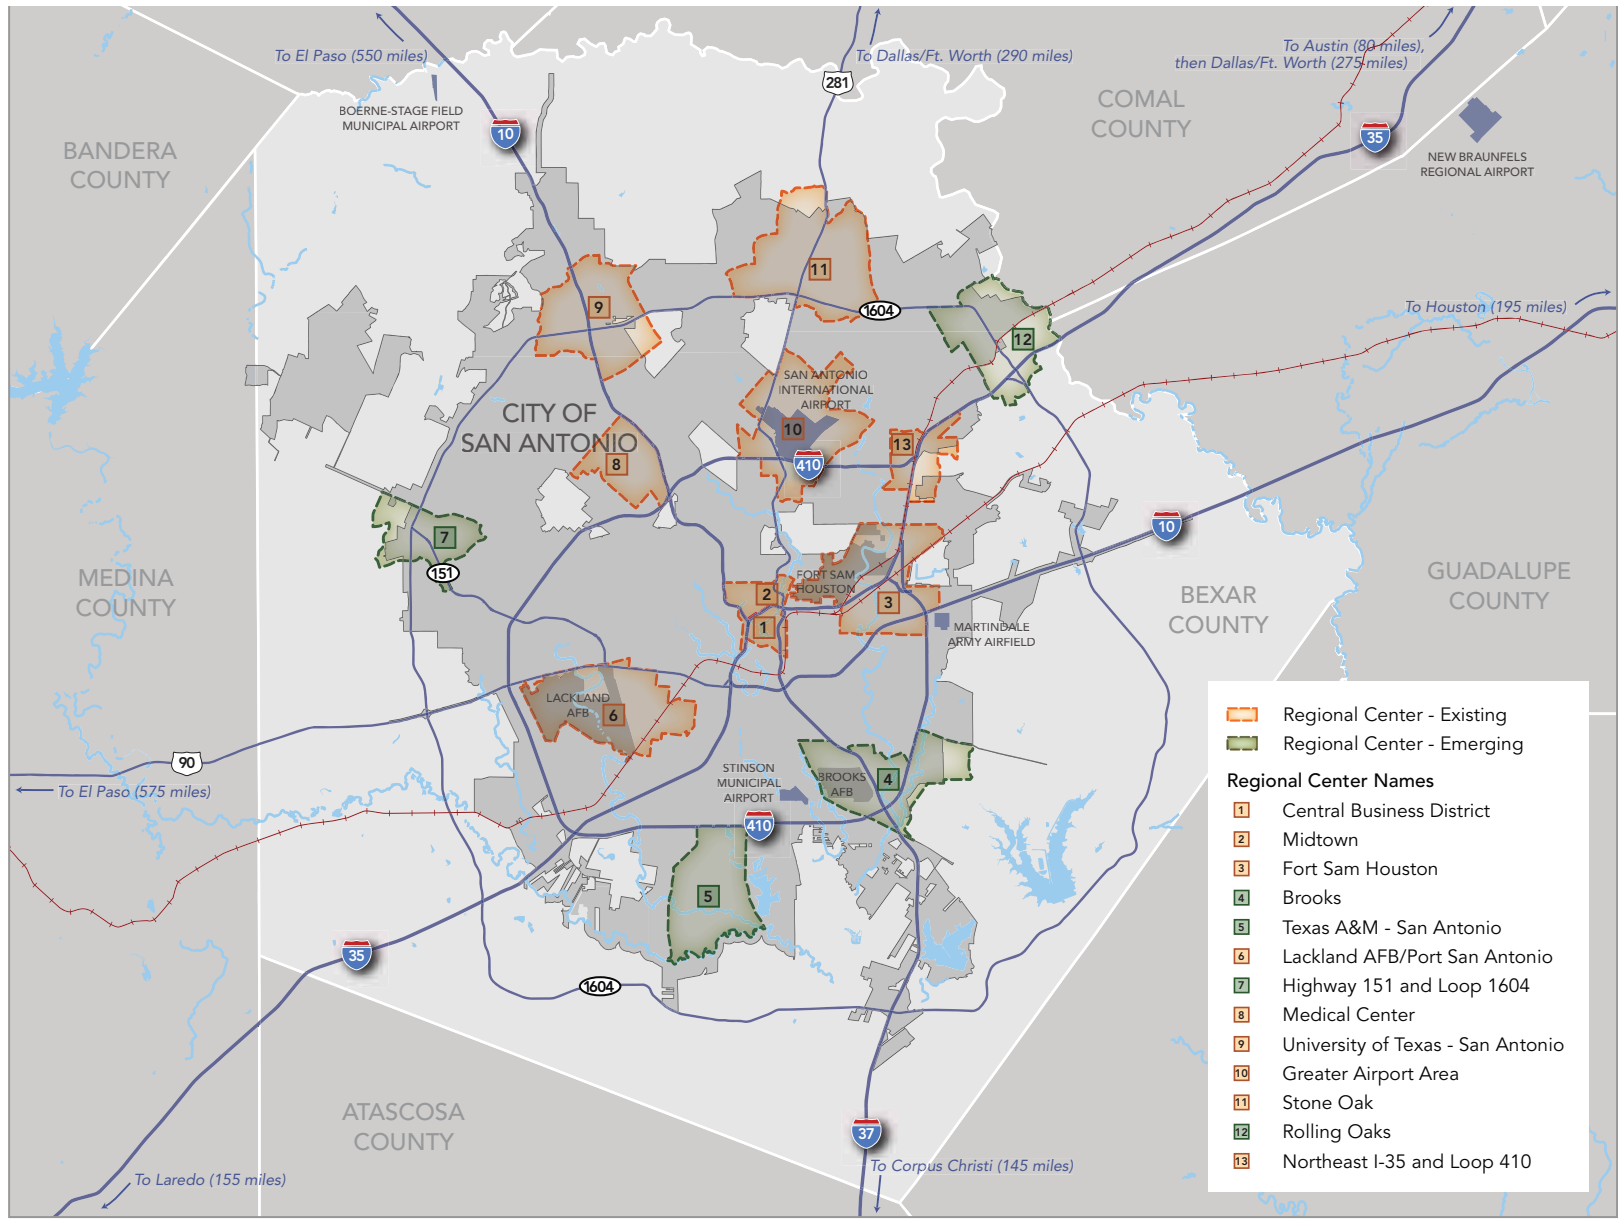 To El Paso (550 miles)
To Dallas/Ft. Worth (290 miles)
To Austin (80 miles),
then Dallas/Ft. Worth (275 miles)
281
BOERNE-STAGE FIELD
MUNICIPAL AIRPORT
10
COMAL
COUNTY
35
NEW BRAUNFELS
REGIONAL AIRPORT
BANDERA
COUNTY
11
9
1604
To Houston (195 miles)
12
SAN ANTONIO
INTERNATIONAL
AIRPORT
CITY OF
SAN ANTONIO
10
13
8
410
7
151
10
MEDINA
COUNTY
FORT SAM
HOUSTON
2
3
1
MARTINDALE
ARMY AIRFIELD
BEXAR
COUNTY
GUADALUPE
COUNTY
LACKLAND
AFB
6
90
To El Paso (575 miles)
STINSON
MUNICIPAL
AIRPORT
BROOKS
AFB
4
410
5
35
1604
ATASCOSA
COUNTY
37
To Corpus Christi (145 miles)
To Laredo (155 miles)
Regional Center - Existing
Regional Center - Emerging
Regional Center Names
1 Central Business District
2 Midtown
3 Fort Sam Houston
4 Brooks
5 Texas A&M - San Antonio
6 Lackland AFB/Port San Antonio
7 Highway 151 and Loop 1604
8 Medical Center
9 University of Texas - San Antonio
10 Greater Airport Area
11 Stone Oak
12 Rolling Oaks
13 Northeast I-35 and Loop 410